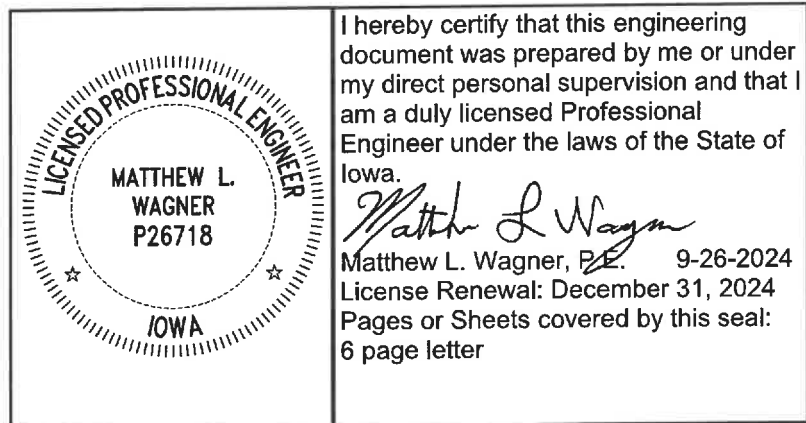 LICENSED PROFESSIONAL ENGINEER
MATTHEW L.
WAGNER
P26718
IOWA
I hereby certify that this engineering
document was prepared by me or under
my direct personal supervision and that I
am a duly licensed Professional
Engineer under the laws of the State of
Iowa.
Matthew L Wagner
Matthew L. Wagner, P.E. 9-26-2024
License Renewal: December 31, 2024
Pages or Sheets covered by this seal:
6 page letter